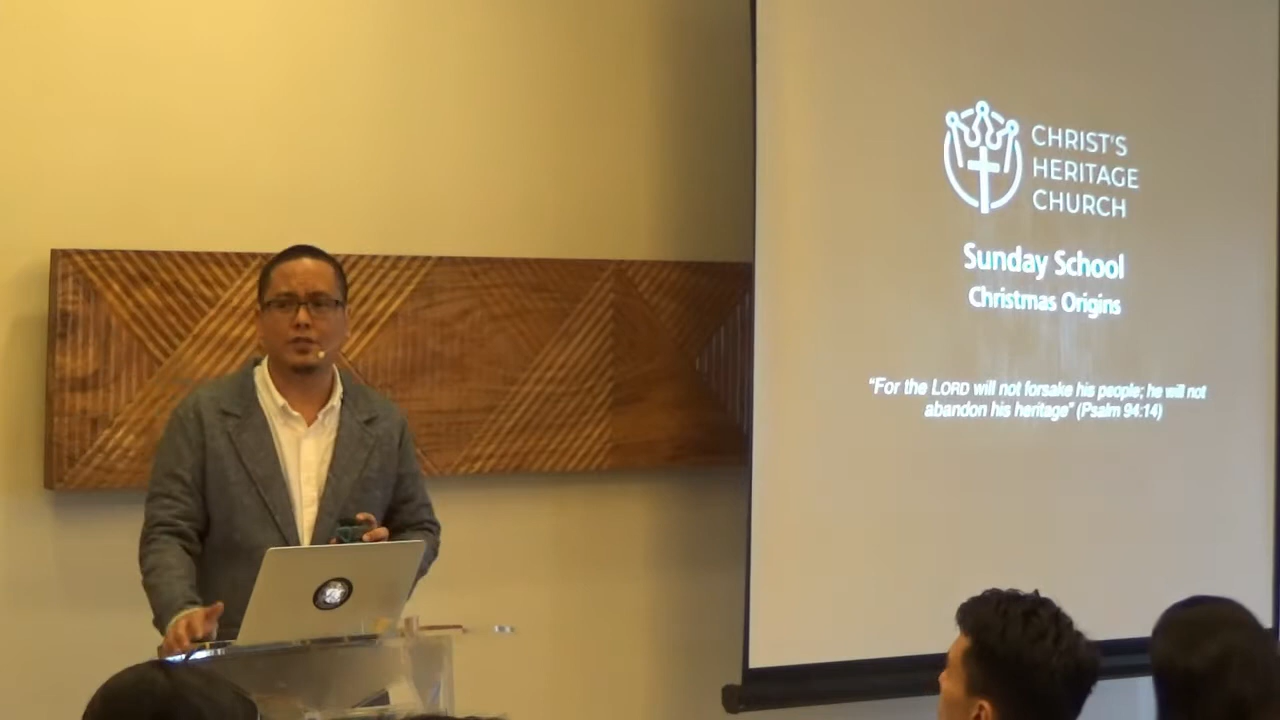 CHRIST'S
HERITAGE
CHURCH
Sunday School
Christmas Origins
“For the LORD will not forsake his people; he will not
abandon his heritage” (Psalm 94:14)